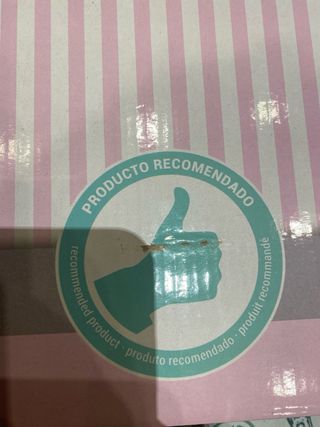 PRODUCTO RECOMENDADO
recommended product · produto recomendado · produit recommandé